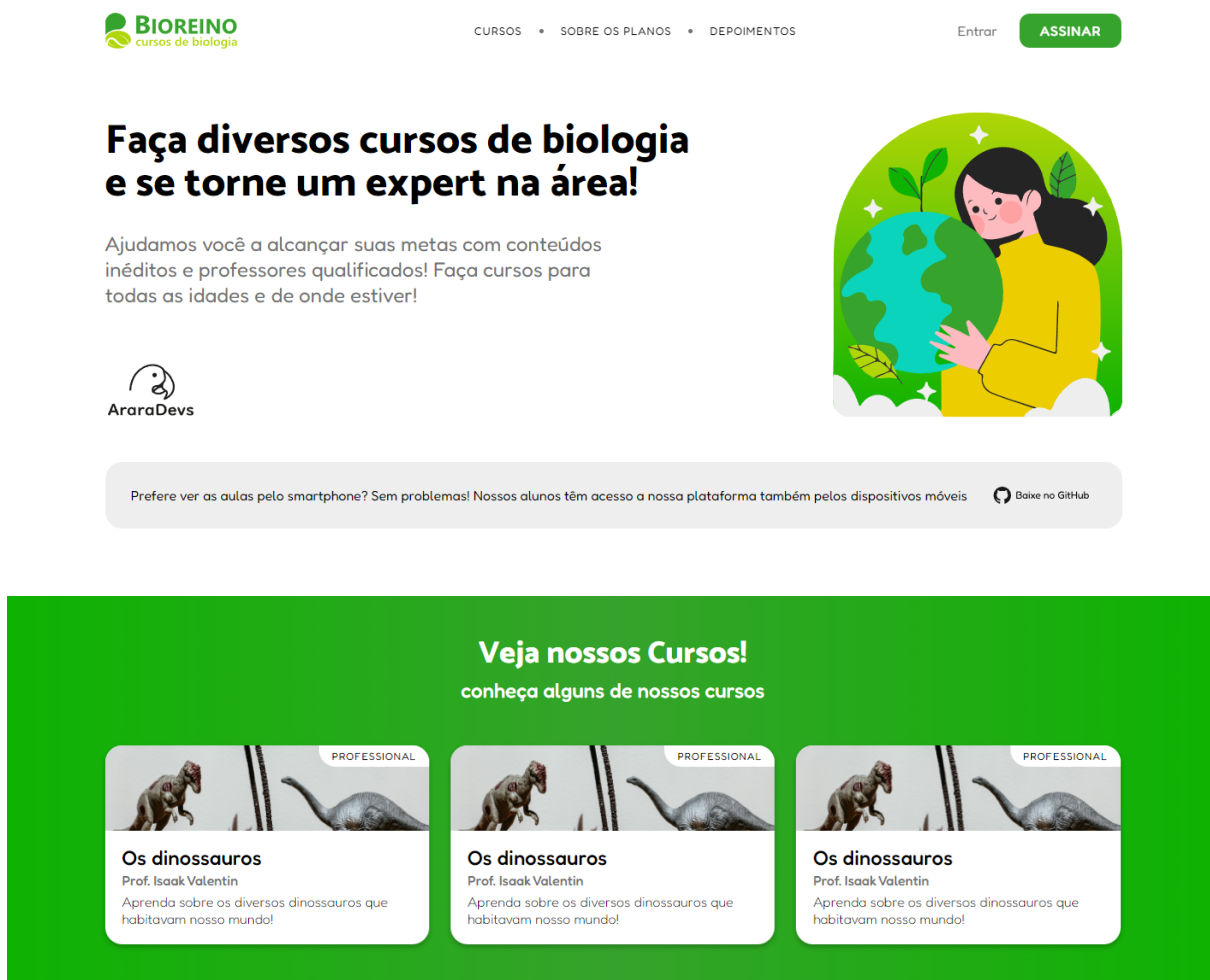 BIOREINO
cursos de biologia
CURSOS • SOBRE OS PLANOS • DEPOIMENTOS
Entrar
ASSINAR
Faça diversos cursos de biologia
e se torne um expert na área!
Ajudamos você a alcançar suas metas com conteúdos
inéditos e professores qualificados! Faça cursos para
todas as idades e de onde estiver!
AraraDevs
Prefere ver as aulas pelo smartphone? Sem problemas! Nossos alunos têm acesso a nossa plataforma também pelos dispositivos móveis
Baixe no GitHub
Veja nossos Cursos!
conheça alguns de nossos cursos
PROFESSIONAL
Os dinossauros
Prof. Isaak Valentin
Aprenda sobre os diversos dinossauros que
habitavam nosso mundo!
PROFESSIONAL
Os dinossauros
Prof. Isaak Valentin
Aprenda sobre os diversos dinossauros que
habitavam nosso mundo!
PROFESSIONAL
Os dinossauros
Prof. Isaak Valentin
Aprenda sobre os diversos dinossauros que
habitavam nosso mundo!